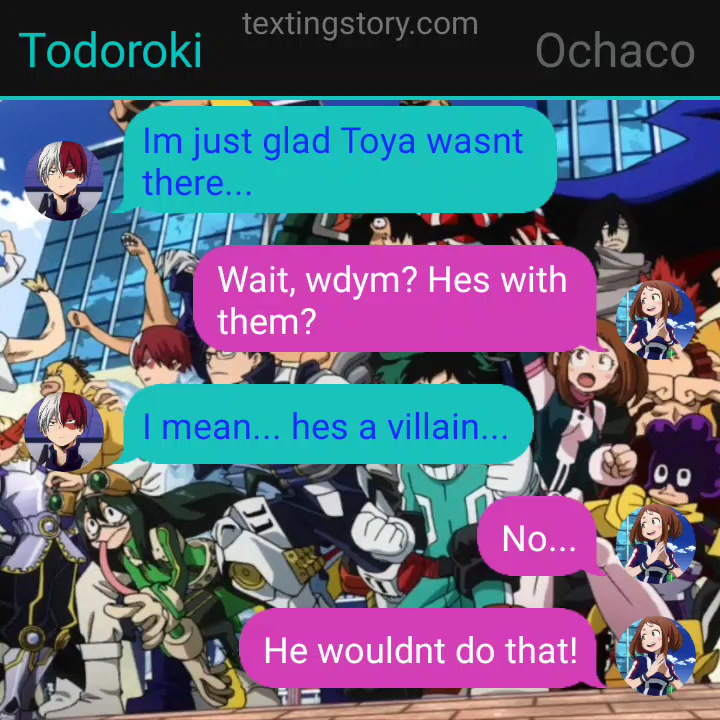 textingstory.com
Todoroki
Ochaco
Im just glad Toya wasnt
there...
Wait, wdym? Hes with
them?
I mean... hes a villain...
No...
He wouldnt do that!